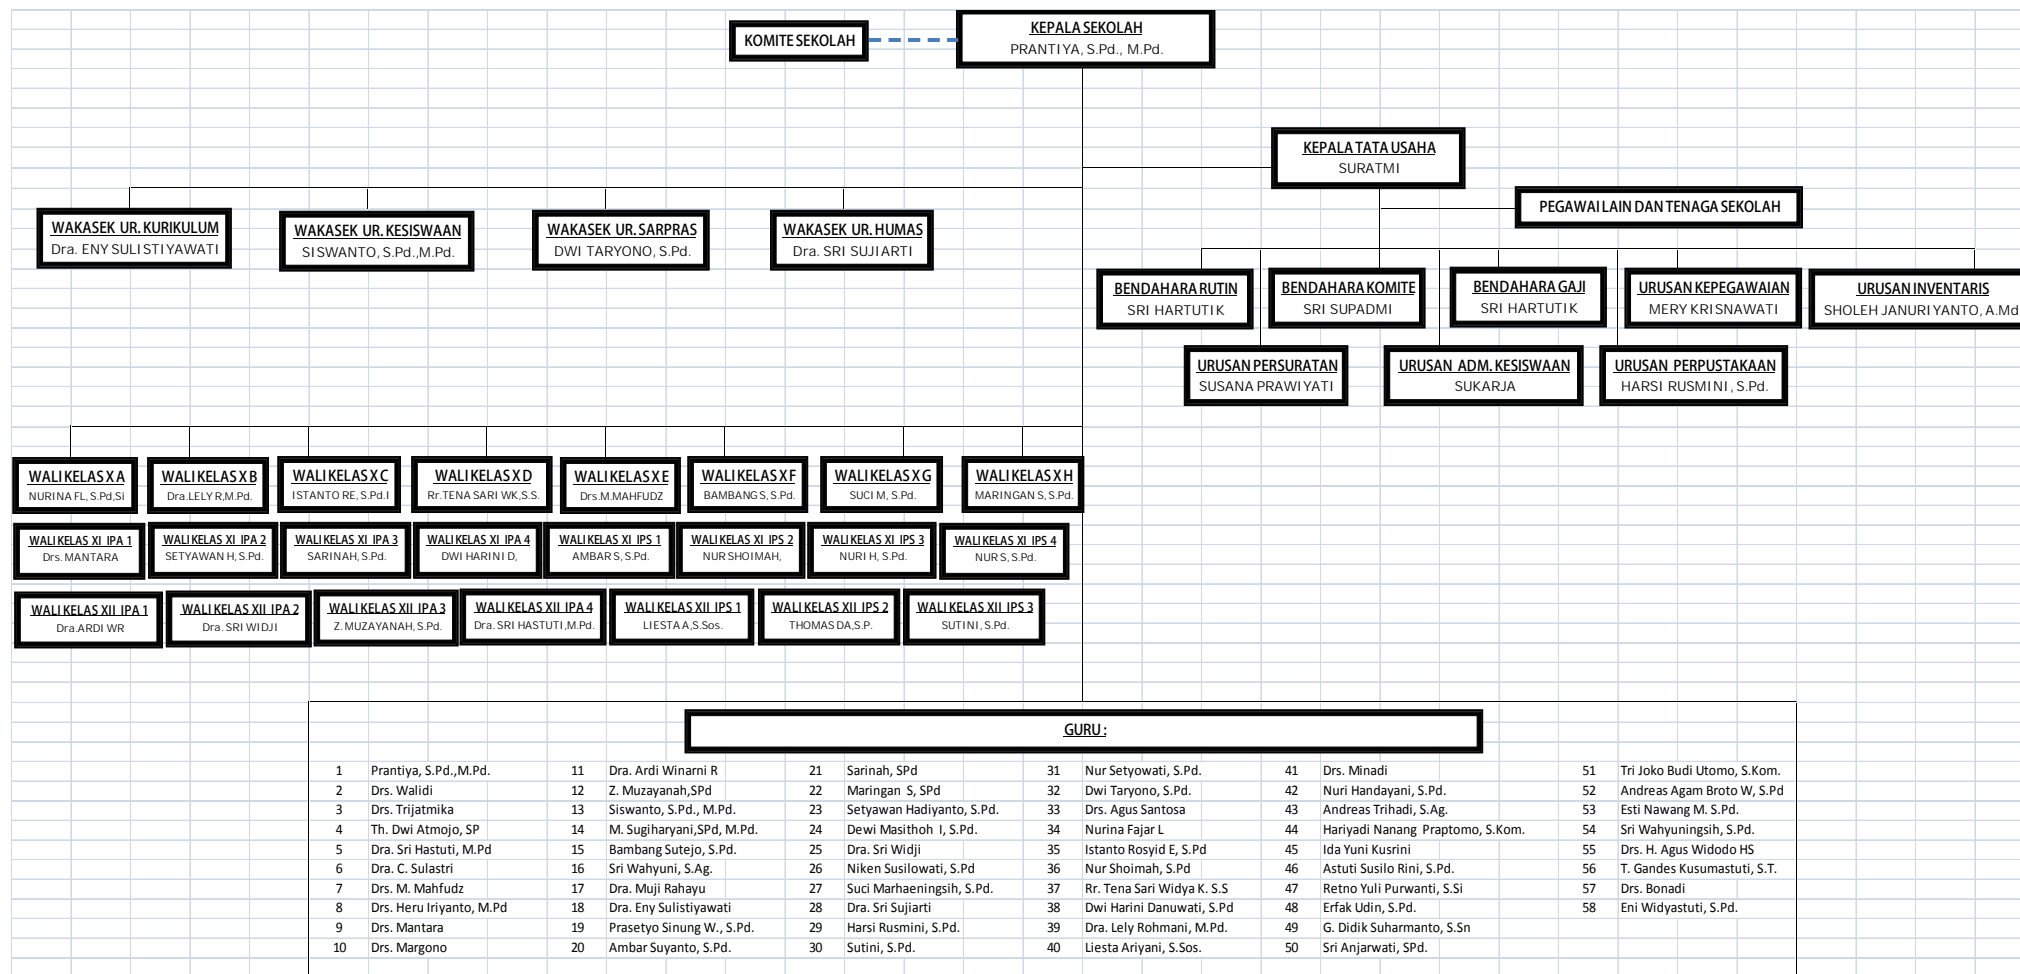 KOMITE SEKOLAH
KEPALA SEKOLAH
PRANTIYA, S.Pd., M.Pd.
KEPALA TATA USAHA
SURATMI
PEGAWAI LAIN DAN TENAGA SEKOLAH
WAKASEK UR. KURIKULUM
Dra. ENY SULISTIYAWATI
WAKASEK UR. KESISWAAN
SISWANTO, S.Pd.,M.Pd.
WAKASEK UR. SARPRAS
DWI TARYONO, S.Pd.
WAKASEK UR. HUMAS
Dra. SRI SUJIARTI
BENDAHARA RUTIN
SRI HARTUTIK
BENDAHARA KOMITE
SRI SUPADMI
BENDAHARA GAJI
SRI HARTUTIK
URUSAN KEPEGAWAIAN
MERY KRISNAWATI
URUSAN INVENTARIS
SHOLEH JANURIYANTO, A.Md
URUSAN PERSURATAN
SUSANA PRAWIYATI
URUSAN ADM. KESISWAAN
SUKARJA
URUSAN PERPUSTAKAAN
HARSI RUSMINI, S.Pd.
WALI KELAS X A
NURINA FL, S.Pd,Si
WALI KELAS X B
Dra.LELY R,M.Pd.
WALI KELAS X C
ISTANTO RE, S.Pd.I
WALI KELAS X D
Rr.TENA SARI WK,S.S.
WALI KELAS X E
Drs.M.MAHFUDZ
WALI KELAS X F
BAMBANG S, S.Pd.
WALI KELAS X G
SUCI M, S.Pd.
WALI KELAS X H
MARINGAN S, S.Pd.
WALI KELAS XI IPA 1
Drs. MANTARA
WALI KELAS XI IPA 2
SETYAWAN H, S.Pd.
WALI KELAS XI IPA 3
SARINAH, S.Pd.
WALI KELAS XI IPA 4
DWI HARINI D,
WALI KELAS XI IPS 1
AMBAR S, S.Pd.
WALI KELAS XI IPS 2
NUR SHOIMAH,
WALI KELAS XI IPS 3
NURI H, S.Pd.
WALI KELAS XI IPS 4
NUR S, S.Pd.
WALI KELAS XII IPA 1
Dra.ARDI WR
WALI KELAS XII IPA 2
Dra. SRI WIDJI
WALI KELAS XII IPA 3
Z. MUZAYANAH, S.Pd.
WALI KELAS XII IPA 4
Dra. SRI HASTUTI,M.Pd.
WALI KELAS XII IPS 1
LIESTA A,S.Sos.
WALI KELAS XII IPS 2
THOMAS DA,S.P.
WALI KELAS XII IPS 3
SUTINI, S.Pd.
GURU :
1 Prantiya, S.Pd.,M.Pd.
2 Drs. Walidi
3 Drs. Trijatmika
4 Th. Dwi Atmojo, SP
5 Dra. Sri Hastuti, M.Pd
6 Dra. C. Sulastri
7 Drs. M. Mahfudz
8 Drs. Heru Iriyanto, M.Pd
9 Drs. Mantara
10 Drs. Margono
11 Dra. Ardi Winarni R
12 Z. Muzayanah,SPd
13 Siswanto, S.Pd., M.Pd.
14 M. Sugiharyani,SPd, M.Pd.
15 Bambang Sutejo, S.Pd.
16 Sri Wahyuni, S.Ag.
17 Dra. Muji Rahayu
18 Dra. Eny Sulistiyawati
19 Prasetyo Sinung W., S.Pd.
20 Ambar Suyanto, S.Pd.
21 Sarinah, SPd
22 Maringan S, SPd
23 Setyawan Hadiyanto, S.Pd.
24 Dewi Masithoh I, S.Pd.
25 Dra. Sri Widji
26 Niken Susilowati, S.Pd
27 Suci Marhaeningsih, S.Pd.
28 Dra. Sri Sujiarti
29 Harsi Rusmini, S.Pd.
30 Sutini, S.Pd.
31 Nur Setyowati, S.Pd.
32 Dwi Taryono, S.Pd.
33 Drs. Agus Santosa
34 Nurina Fajar L
35 Istanto Rosyid E, S.Pd
36 Nur Shoimah, S.Pd
37 Rr. Tena Sari Widya K. S.S
38 Dwi Harini Danuwati, S.Pd
39 Dra. Lely Rohmani, M.Pd.
40 Liesta Ariyani, S.Sos.
41 Drs. Minadi
42 Nuri Handayani, S.Pd.
43 Andreas Trihadi, S.Ag.
44 Hariyadi Nanang Praptomo, S.Kom.
45 Ida Yuni Kusrini
46 Astuti Susilo Rini, S.Pd.
47 Retno Yuli Purwanti, S.Si
48 Erfak Udin, S.Pd.
49 G. Didik Suharmanto, S.Sn
50 Sri Anjarwati, SPd.
51 Tri Joko Budi Utomo, S.Kom.
52 Andreas Agam Broto W, S.Pd
53 Esti Nawang M. S.Pd.
54 Sri Wahyuningsih, S.Pd.
55 Drs. H. Agus Widodo HS
56 T. Gandes Kusumastuti, S.T.
57 Drs. Bonadi
58 Eni Widyastuti, S.Pd.